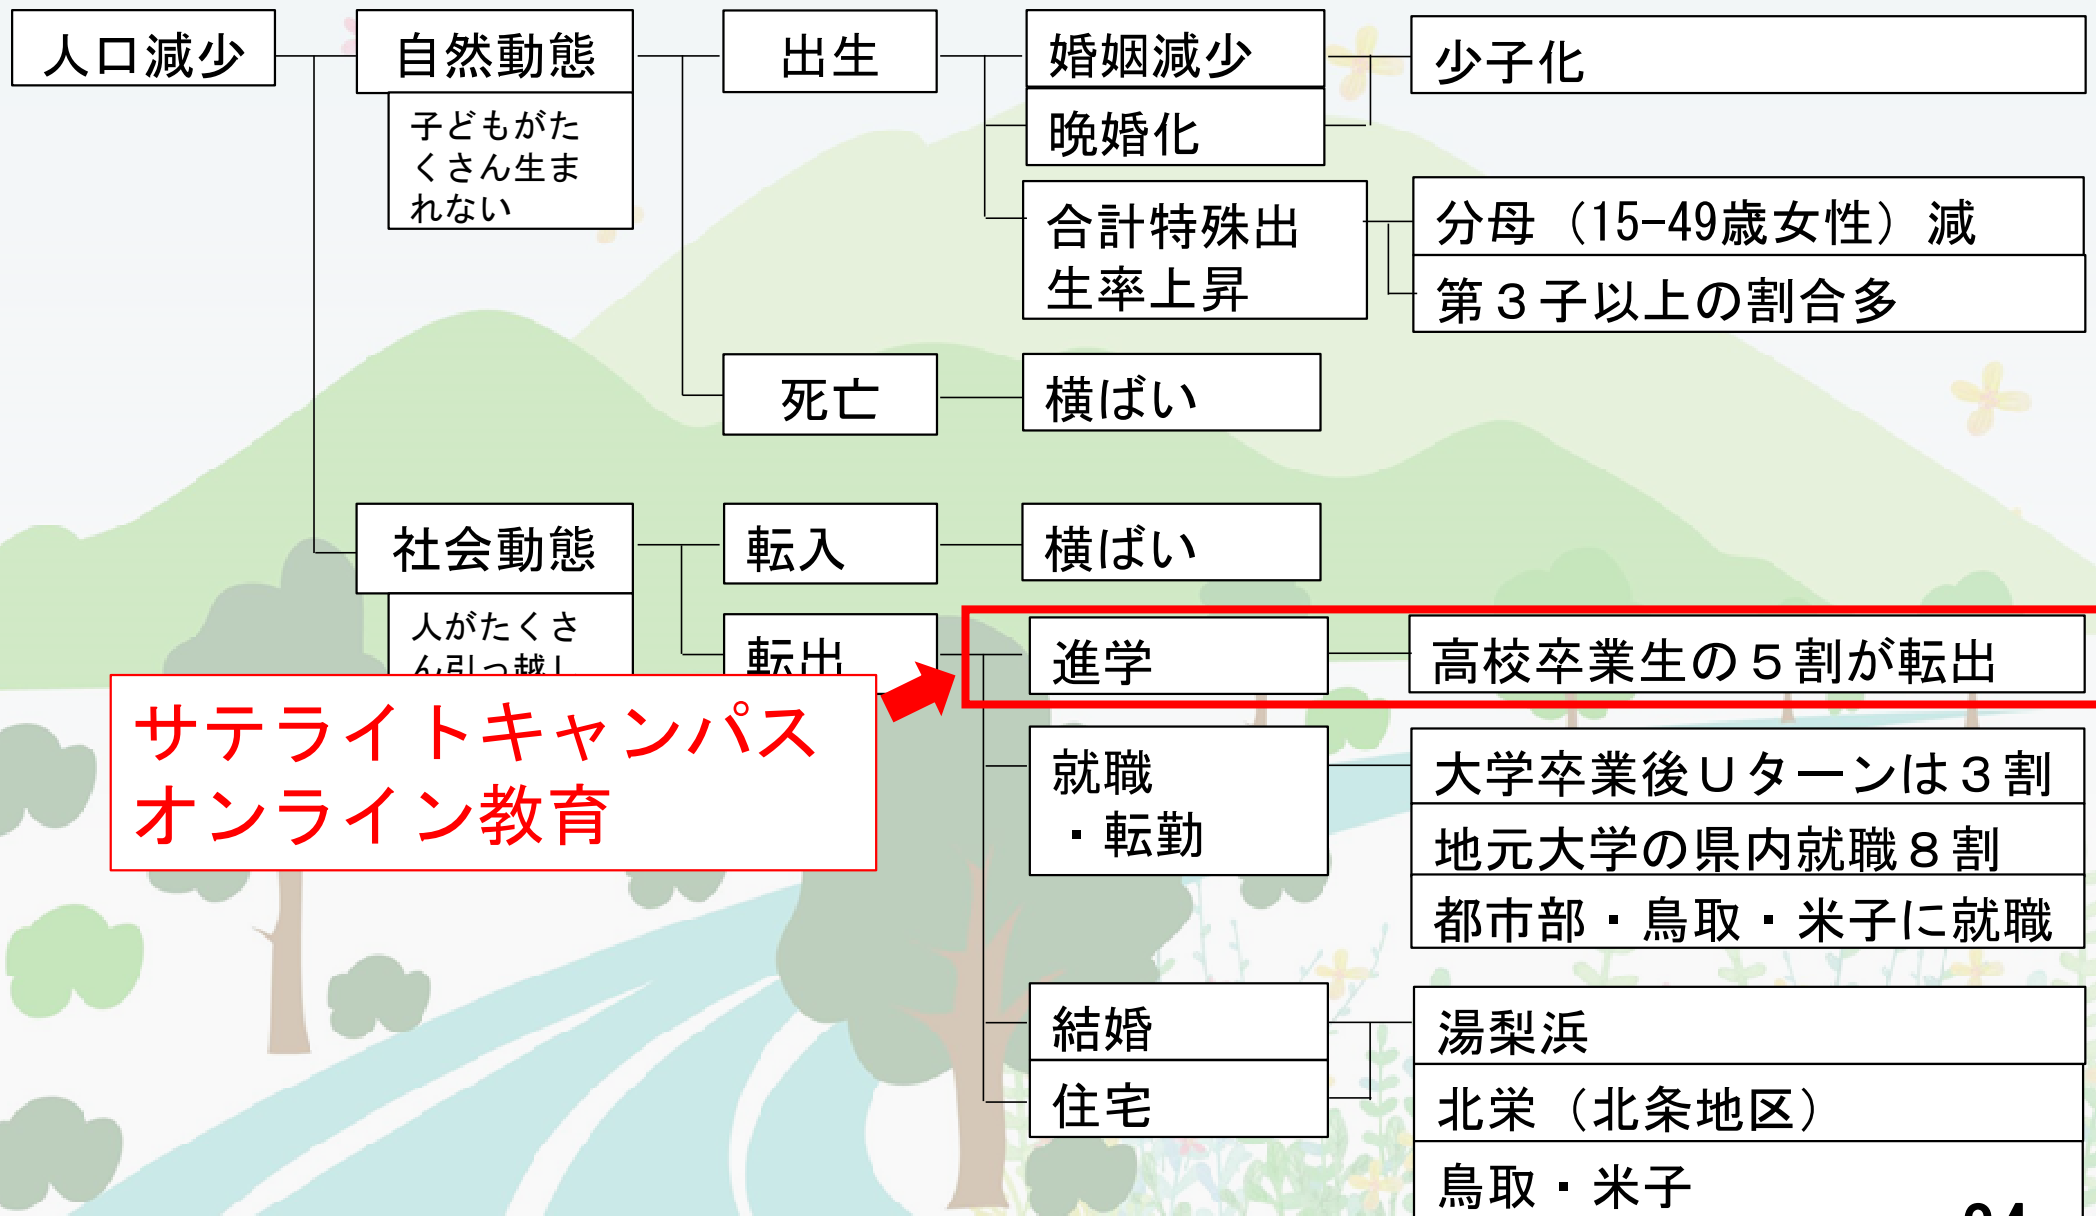 人口減少
自然動態
子どもがた
くさん生ま
れない
出生
婚姻減少
晩婚化
少子化
合計特殊出
生率上昇
分母（15-49歳女性）減
第３子以上の割合多
死亡
横ばい
社会動態
人がたくさ
ん引っ越し
転入
横ばい
転出
進学
高校卒業生の５割が転出
サテライトキャンパス
オンライン教育
就職
・転勤
大学卒業後Ｕターンは３割
地元大学の県内就職８割
都市部・鳥取・米子に就職
結婚
住宅
湯梨浜
北栄（北条地区）
鳥取・米子